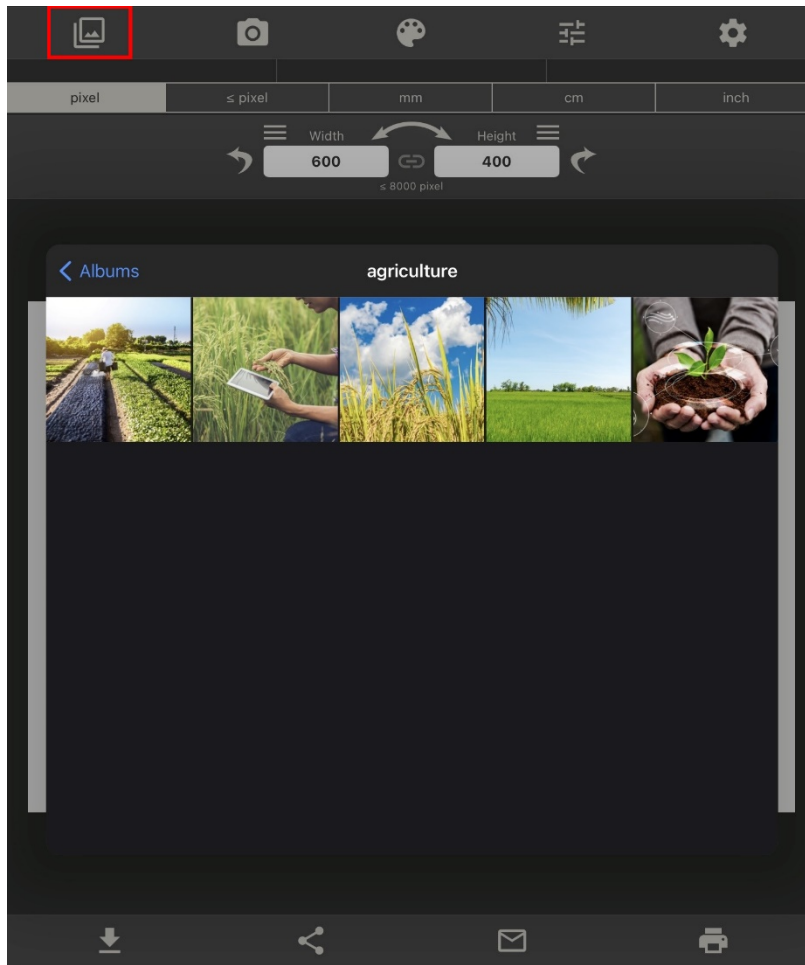 pixel ≤ pixel mm cm inch
Width Height
600 400
≤ 8000 pixel
Albums agriculture